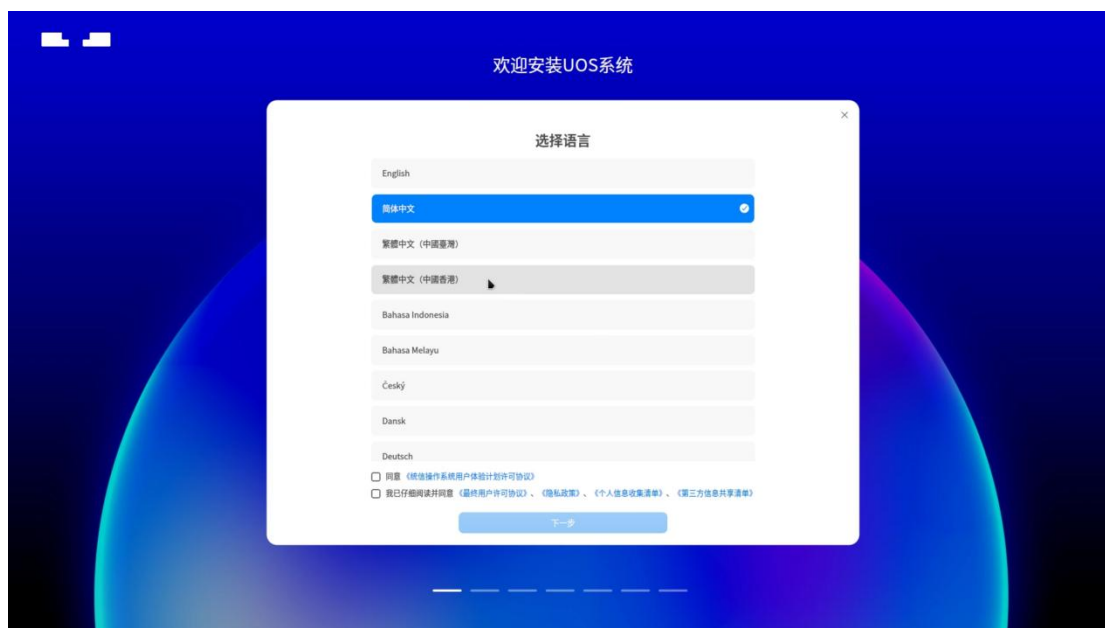 欢迎安装UOS系统
选择语言
English
简体中文
繁體中文（中國臺灣）
繁體中文（中國香港）
Bahasa Indonesia
Bahasa Melayu
Český
Dansk
Deutsch
同意《统信操作系统用户体验计划许可协议》
我已仔细阅读并同意《最终用户许可协议》、《隐私政策》、《个人信息收集清单》、《第三方信息共享清单》
下一步